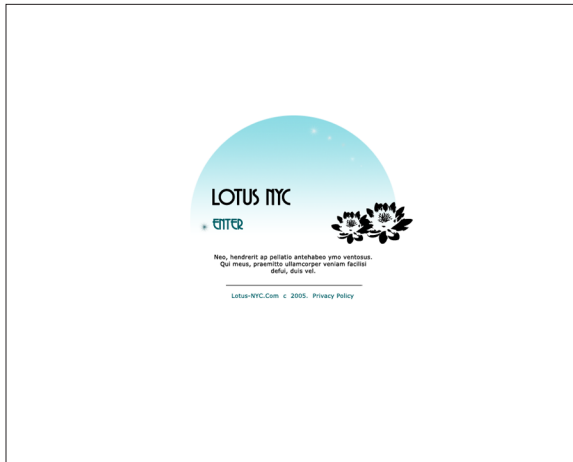 LOTUS NYC
ENTER
Neo, hendrerit ap pellatio antehabeo ymo ventosus.
Qui meus, praemitto ullamcorper veniam facilisi
defui, duis vel.
Lotus-NYC.Com c 2005. Privacy Policy